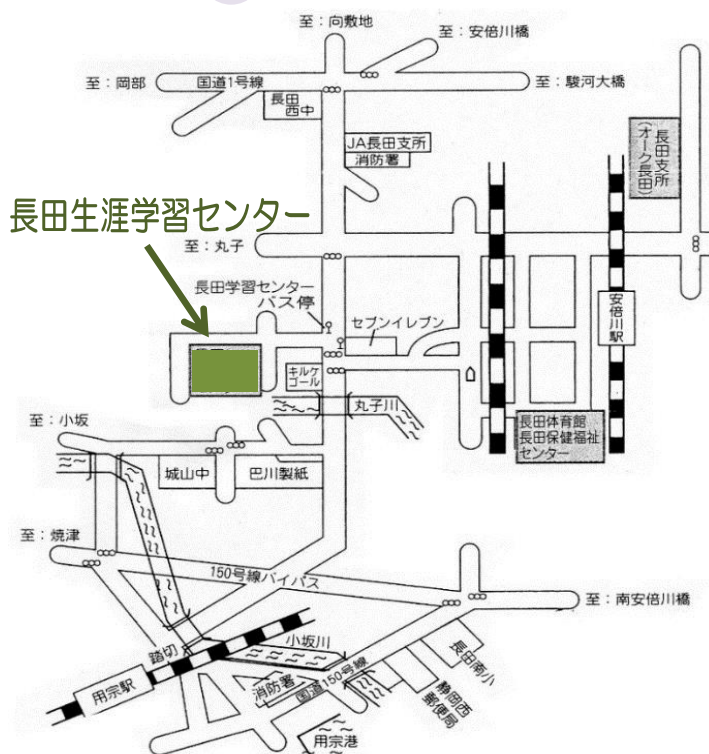 至：向敷地
至：安倍川橋
至：岡部
国道1号線
至：駿河大橋
長田
西中
JA長田支所
消防署
長田支所
(オーク長田)
長田生涯学習センター
至：丸子
長田学習センター
バス停
セブンイレブン
安倍川駅
キルケ
ゴール
丸子川
至：小坂
長田体育館
長田保健福祉
センター
城山中
巴川製紙
至：焼津
150号線バイパス
至：南安倍川橋
踏切
小坂川
長田南小
用宗駅
消防署
国道150号線
静岡西
郵便局
用宗港